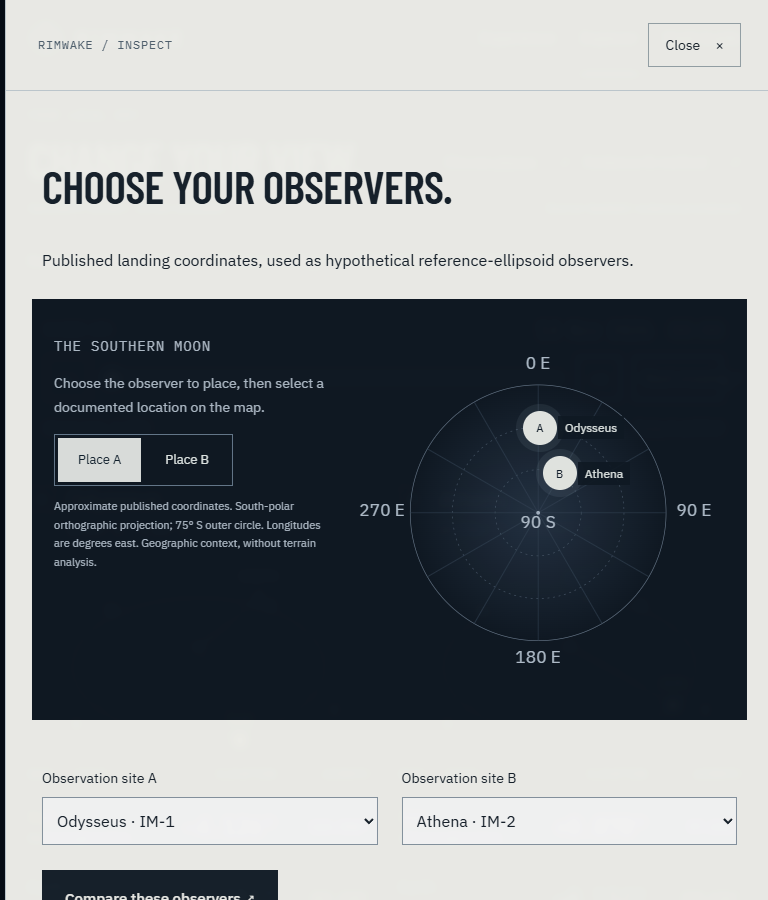 RIMWAKE / INSPECT
Close ×
CHOOSE YOUR OBSERVERS.
Published landing coordinates, used as hypothetical reference-ellipsoid observers.
THE SOUTHERN MOON
Choose the observer to place, then select a
documented location on the map.
Place A
Place B
Approximate published coordinates. South-polar
orthographic projection; 75° S outer circle. Longitudes
are degrees east. Geographic context, without terrain
analysis.
0 E
A Odysseus
B Athena
270 E
90 S
90 E
180 E
Observation site A
Observation site B
Odysseus · IM-1
Athena · IM-2
Compare these observers ↗